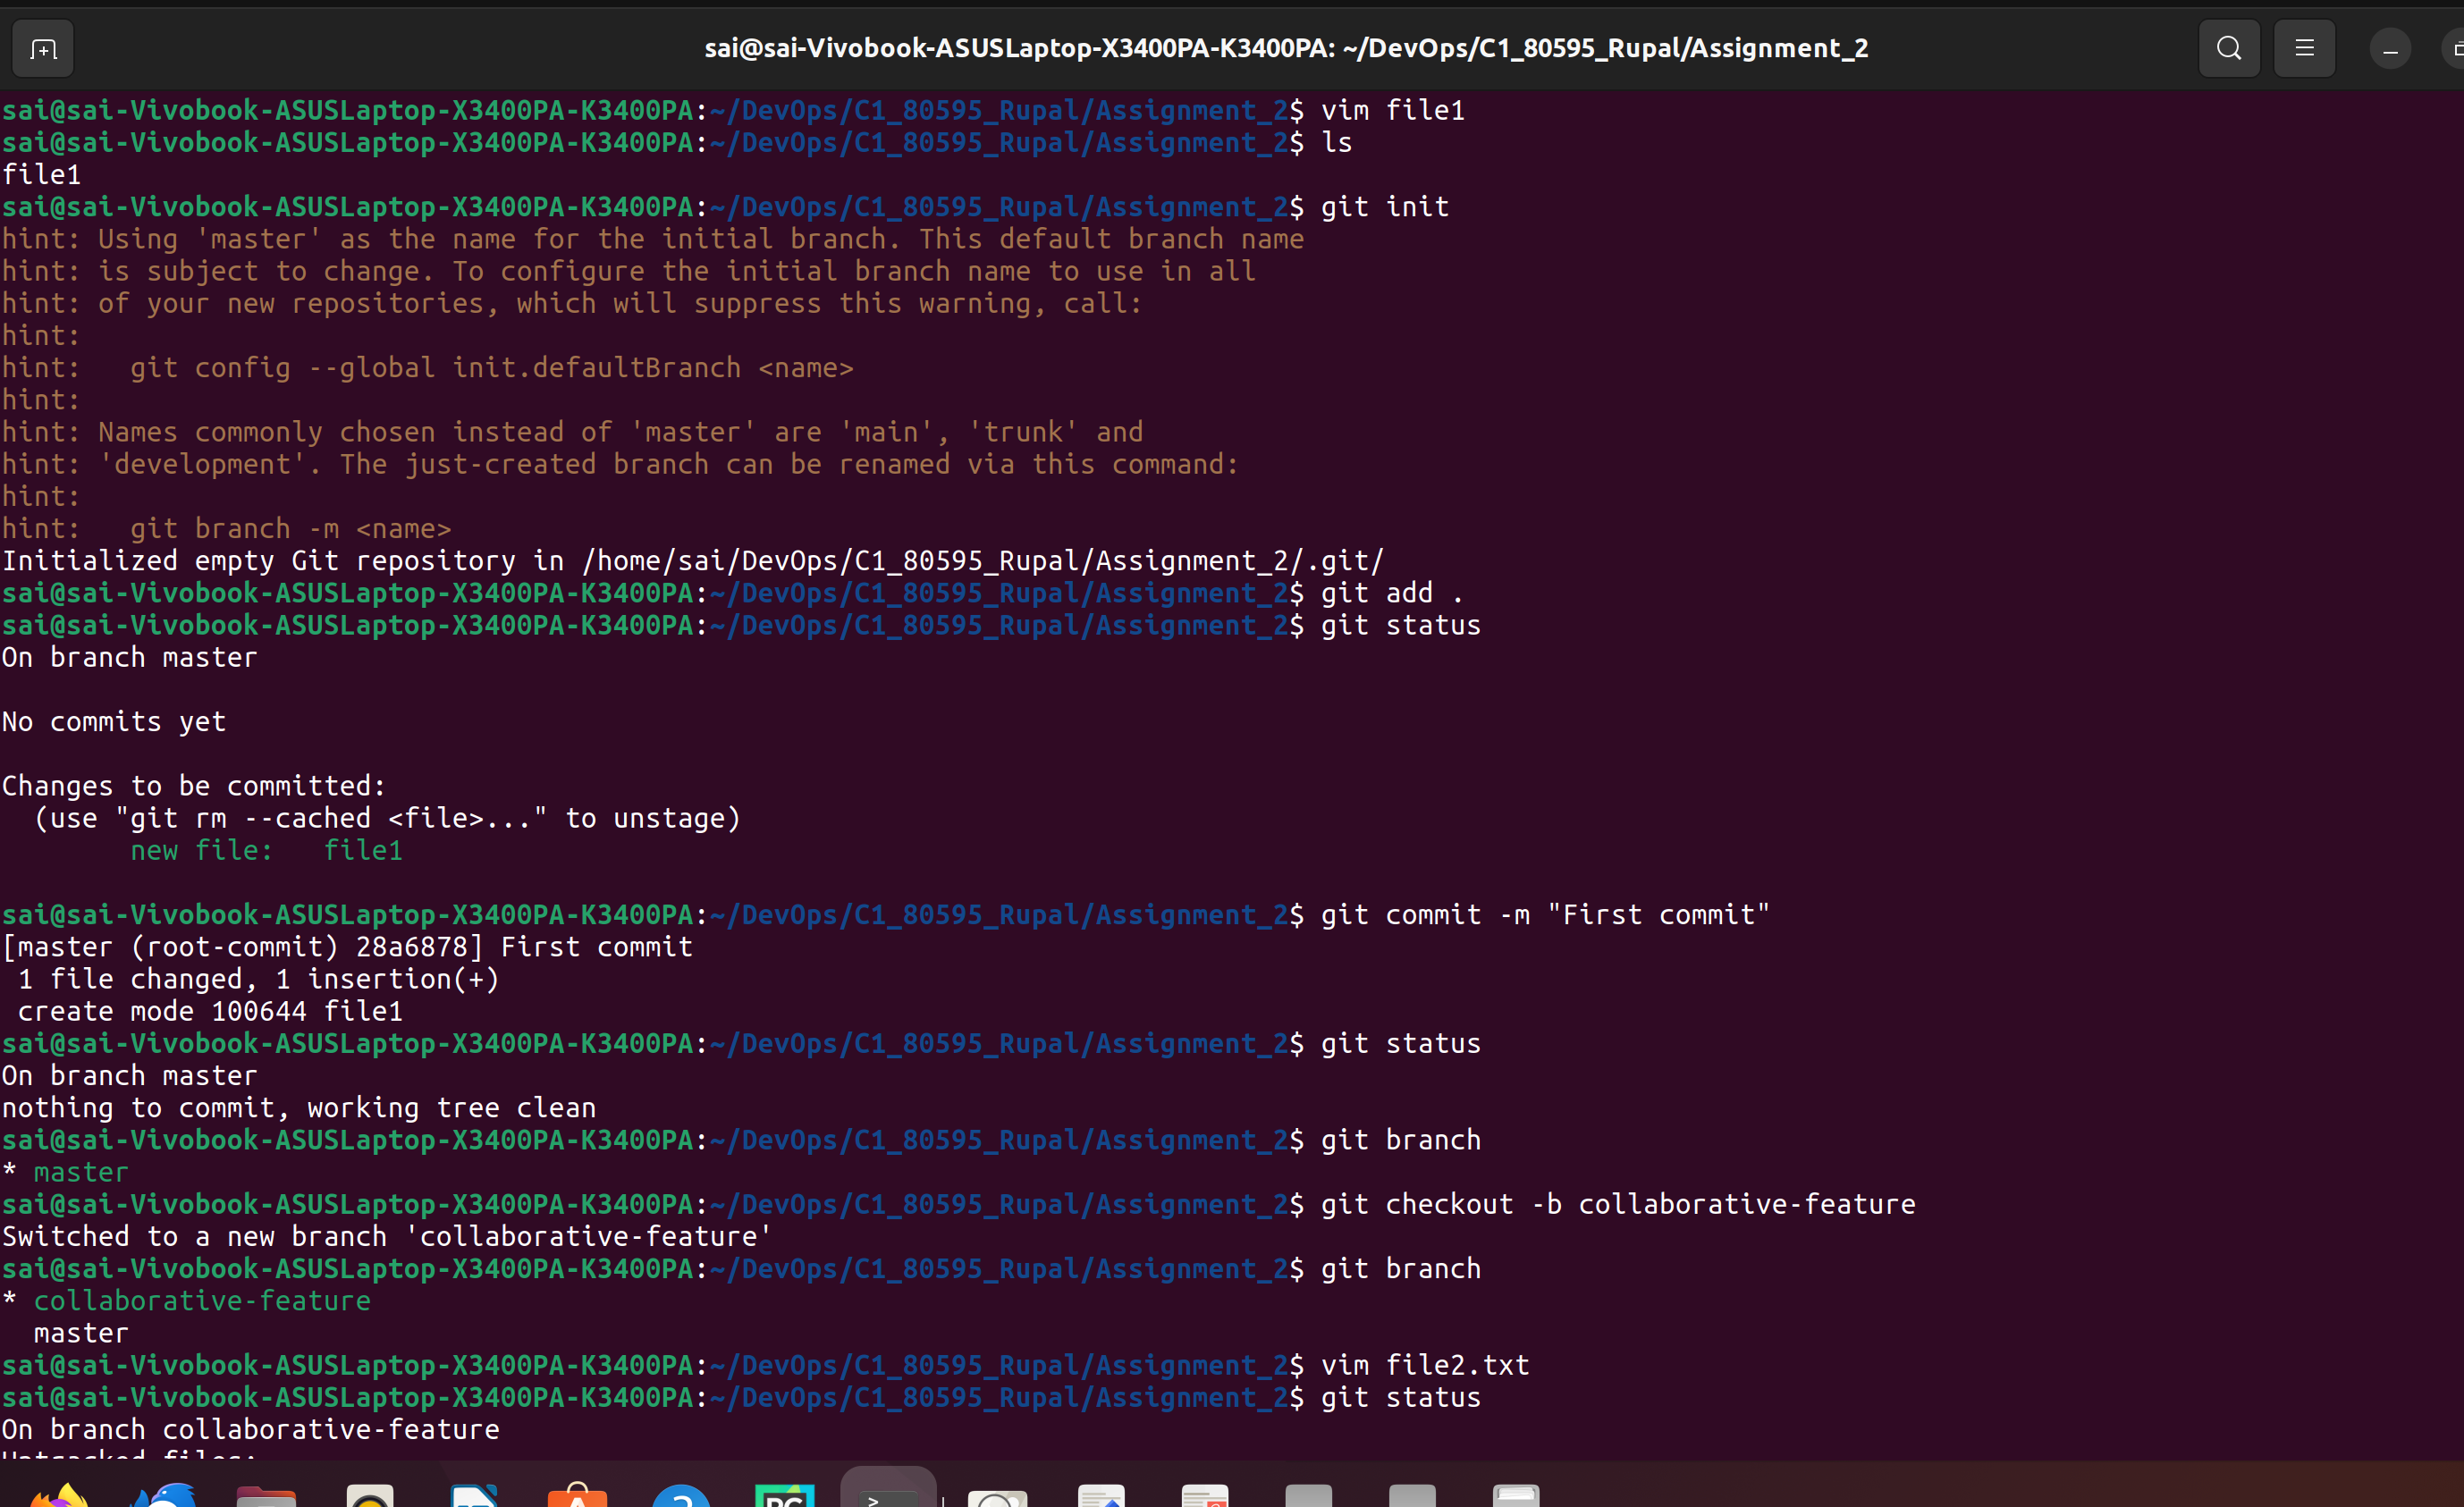 sai@sai-Vivobook-ASUSLaptop-X3400PA-K3400PA: ~/DevOps/C1_80595_Rupal/Assignment_2
sai@sai-Vivobook-ASUSLaptop-X3400PA-K3400PA:~/DevOps/C1_80595_Rupal/Assignment_2$ vim file1
sai@sai-Vivobook-ASUSLaptop-X3400PA-K3400PA:~/DevOps/C1_80595_Rupal/Assignment_2$ ls
file1
sai@sai-Vivobook-ASUSLaptop-X3400PA-K3400PA:~/DevOps/C1_80595_Rupal/Assignment_2$ git init
hint: Using 'master' as the name for the initial branch. This default branch name
hint: is subject to change. To configure the initial branch name to use in all
hint: of your new repositories, which will suppress this warning, call:
hint:
hint:   git config --global init.defaultBranch <name>
hint:
hint: Names commonly chosen instead of 'master' are 'main', 'trunk' and
hint: 'development'. The just-created branch can be renamed via this command:
hint:
hint:   git branch -m <name>
Initialized empty Git repository in /home/sai/DevOps/C1_80595_Rupal/Assignment_2/.git/
sai@sai-Vivobook-ASUSLaptop-X3400PA-K3400PA:~/DevOps/C1_80595_Rupal/Assignment_2$ git add .
sai@sai-Vivobook-ASUSLaptop-X3400PA-K3400PA:~/DevOps/C1_80595_Rupal/Assignment_2$ git status
On branch master

No commits yet

Changes to be committed:
  (use "git rm --cached <file>..." to unstage)
        new file:   file1

sai@sai-Vivobook-ASUSLaptop-X3400PA-K3400PA:~/DevOps/C1_80595_Rupal/Assignment_2$ git commit -m "First commit"
[master (root-commit) 28a6878] First commit
 1 file changed, 1 insertion(+)
 create mode 100644 file1
sai@sai-Vivobook-ASUSLaptop-X3400PA-K3400PA:~/DevOps/C1_80595_Rupal/Assignment_2$ git status
On branch master
nothing to commit, working tree clean
sai@sai-Vivobook-ASUSLaptop-X3400PA-K3400PA:~/DevOps/C1_80595_Rupal/Assignment_2$ git branch
* master
sai@sai-Vivobook-ASUSLaptop-X3400PA-K3400PA:~/DevOps/C1_80595_Rupal/Assignment_2$ git checkout -b collaborative-feature
Switched to a new branch 'collaborative-feature'
sai@sai-Vivobook-ASUSLaptop-X3400PA-K3400PA:~/DevOps/C1_80595_Rupal/Assignment_2$ git branch
* collaborative-feature
  master
sai@sai-Vivobook-ASUSLaptop-X3400PA-K3400PA:~/DevOps/C1_80595_Rupal/Assignment_2$ vim file2.txt
sai@sai-Vivobook-ASUSLaptop-X3400PA-K3400PA:~/DevOps/C1_80595_Rupal/Assignment_2$ git status
On branch collaborative-feature